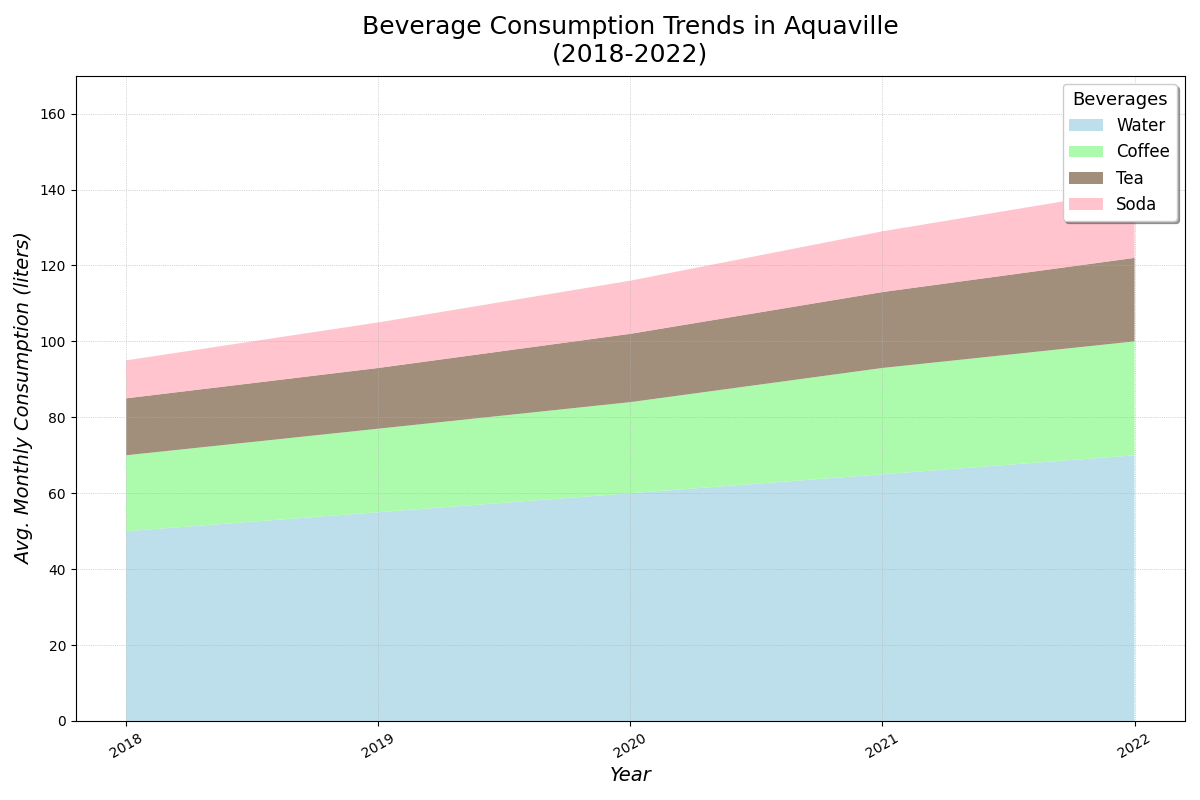 Beverage Consumption Trends in Aquaville
(2018-2022)
Beverages
Water
Coffee
Tea
Soda
Avg. Monthly Consumption (liters)
160
140
120
100
80
60
40
20
0
2018
2019
2020
2021
2022
Year